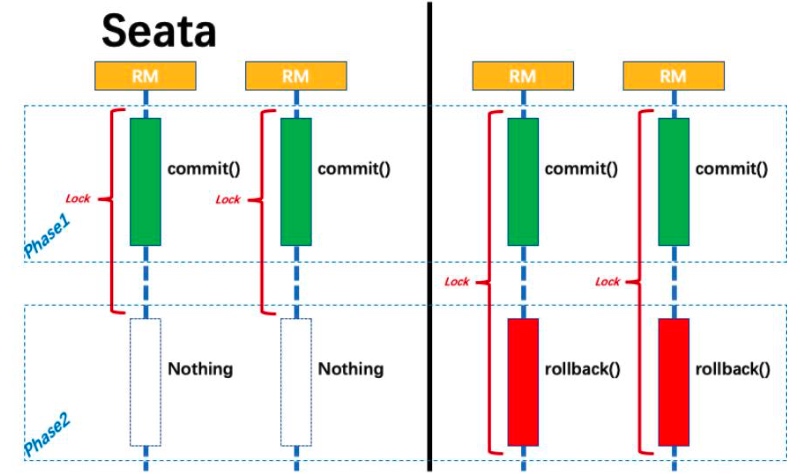 Seata
RM RM RM RM
commit() commit() commit() commit()
Lock Lock
Phase1
Lock Lock
Nothing Nothing rollback() rollback()
Phase2